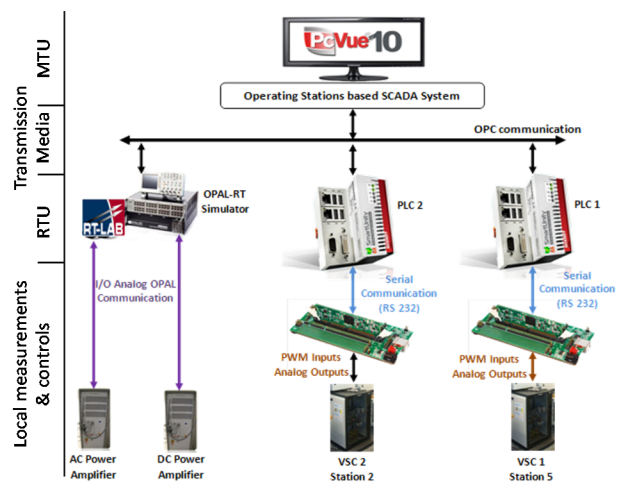 MTU
PcVue 10
Operating Stations based SCADA System
Transmission
Media
OPC communication
RTU
OPAL-RT
Simulator
RT-LAB
PLC 2
PLC 1
Local measurements
& controls
I/O Analog OPAL
Communication
Serial
Communication
(RS 232)
Serial
Communication
(RS 232)
PWM Inputs
Analog Outputs
PWM Inputs
Analog Outputs
AC Power
Amplifier
DC Power
Amplifier
VSC 2
Station 2
VSC 1
Station 5